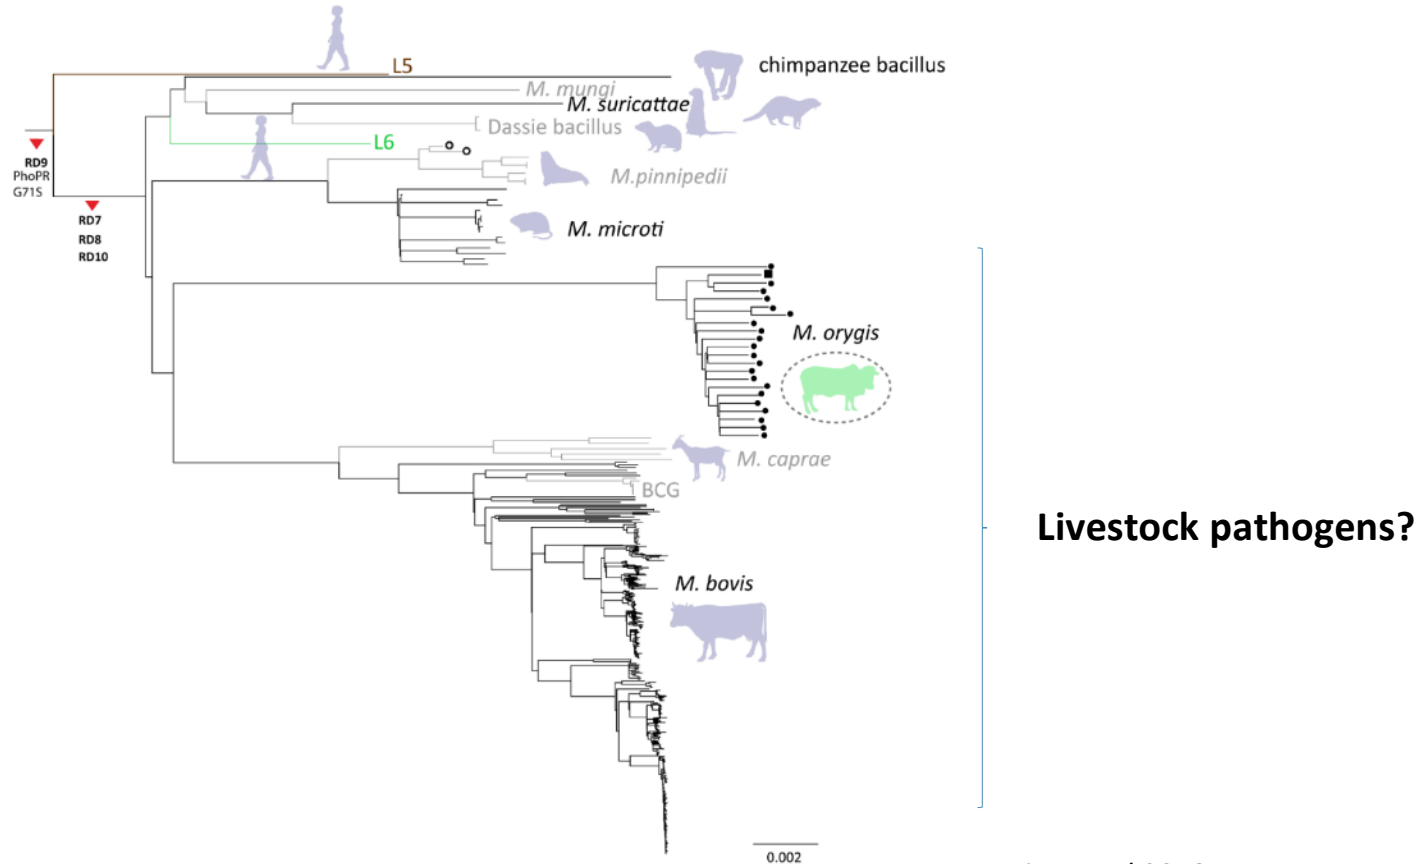 L5
chimpanzee bacillus
M. mungi
M. suricattae
Dassie bacillus
L6
RD9
PhoPR
G71S
M.pinnipedii
RD7
RD8
RD10
M. microti
M. orygis
M. caprae
BCG
Livestock pathogens?
M. bovis
0.002